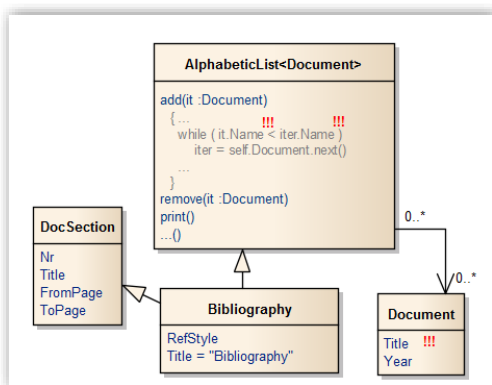 AlphabeticList<Document>
add(it :Document)
{ ... !!! !!!
while ( it.Name < iter.Name )
iter = self.Document.next()
...
}
remove(it :Document)
print()
...()
DocSection
Nr
Title
FromPage
ToPage
0..*
0..*
Bibliography
RefStyle
Title = "Bibliography"
Document
Title !!!
Year